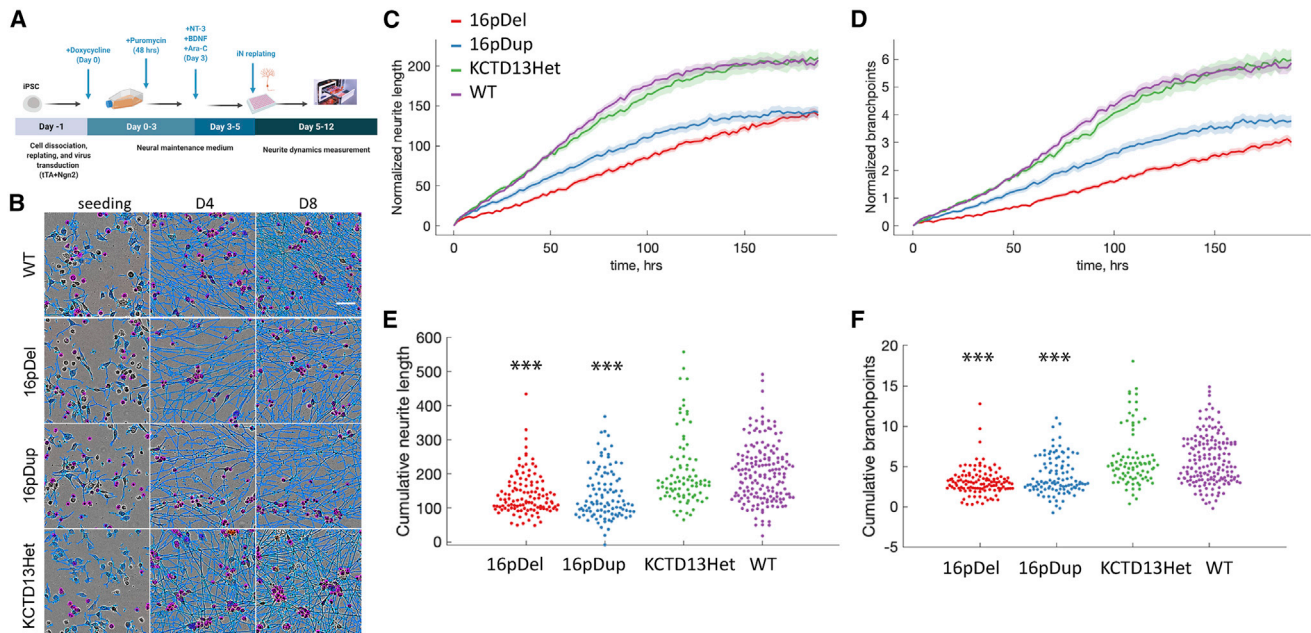 A
+Doxycycline
(Day 0)
+Puromycin
(48 hrs)
+NT-3
+BDNF
+Ara-C
(Day 3)
iN replating
iPSC
Day -1
Day 0-3
Day 3-5
Day 5-12
Cell dissociation,
replating, and virus
transduction
(tTA+Ngn2)
Neural maintenance medium
Neurite dynamics measurement
B
seeding
D4
D8
WT
16pDel
16pDup
KCTD13Het
C
16pDel
16pDup
KCTD13Het
WT
Normalized neurite length
200
150
100
50
0
0
50
100
150
time, hrs
D
Normalized branchpoints
6
5
4
3
2
1
0
0
50
100
150
time, hrs
E
Cumulative neurite length
600
500
400
300
200
100
0
***
***
16pDel
16pDup
KCTD13Het
WT
F
Cumulative branchpoints
20
15
10
5
0
-5
***
***
16pDel
16pDup
KCTD13Het
WT